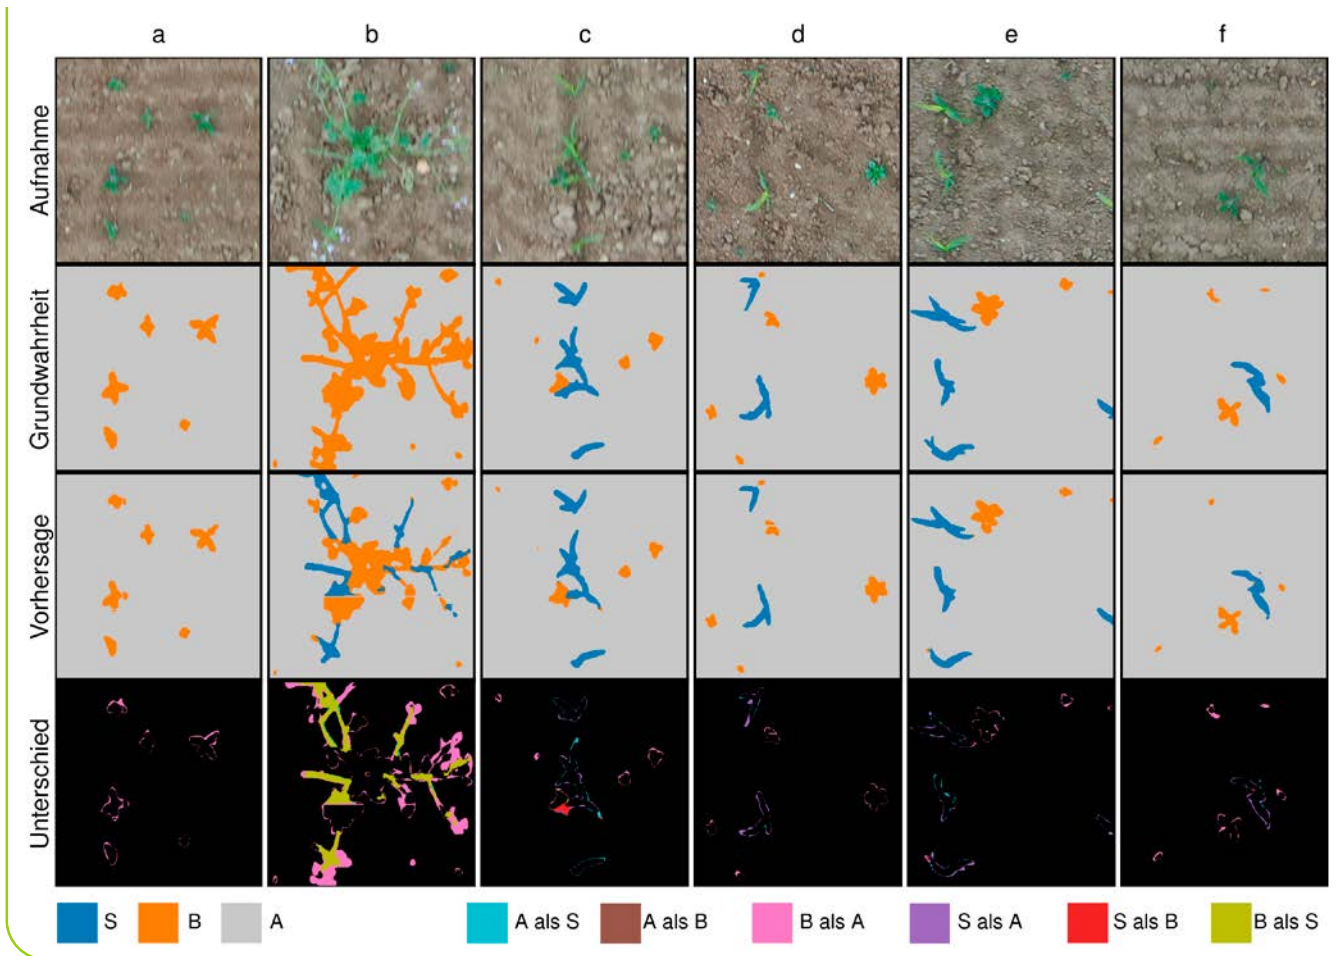 a b c d e f
Aufnahme
Grundwahrheit
Vorhersage
Unterschied
S B A A als S A als B B als A S als A S als B B als S